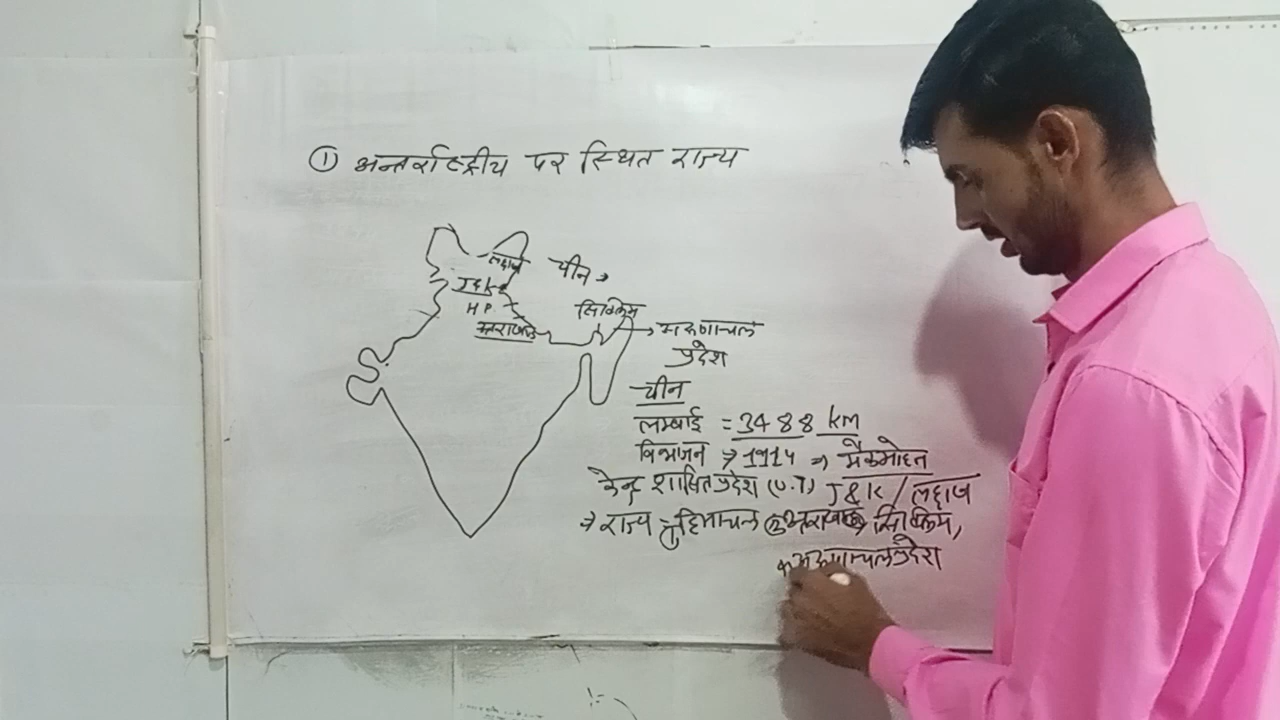 ① अन्तर्राष्ट्रीय पर स्थित राज्य
लद्दाख
चीन →
J&K
H.P.
सिक्किम
उत्तराखंड
→ अरुणाचल
प्रदेश
चीन
लम्बाई = 3488 km
विभाजन → 1914 ⇒ मैकमोहन
केन्द्र शासित प्रदेश (U.T) J&K / लद्दाख
→ राज्य ① हिमाचल ② उत्तराखंड ③ सिक्किम,
④ अरुणाचल प्रदेश